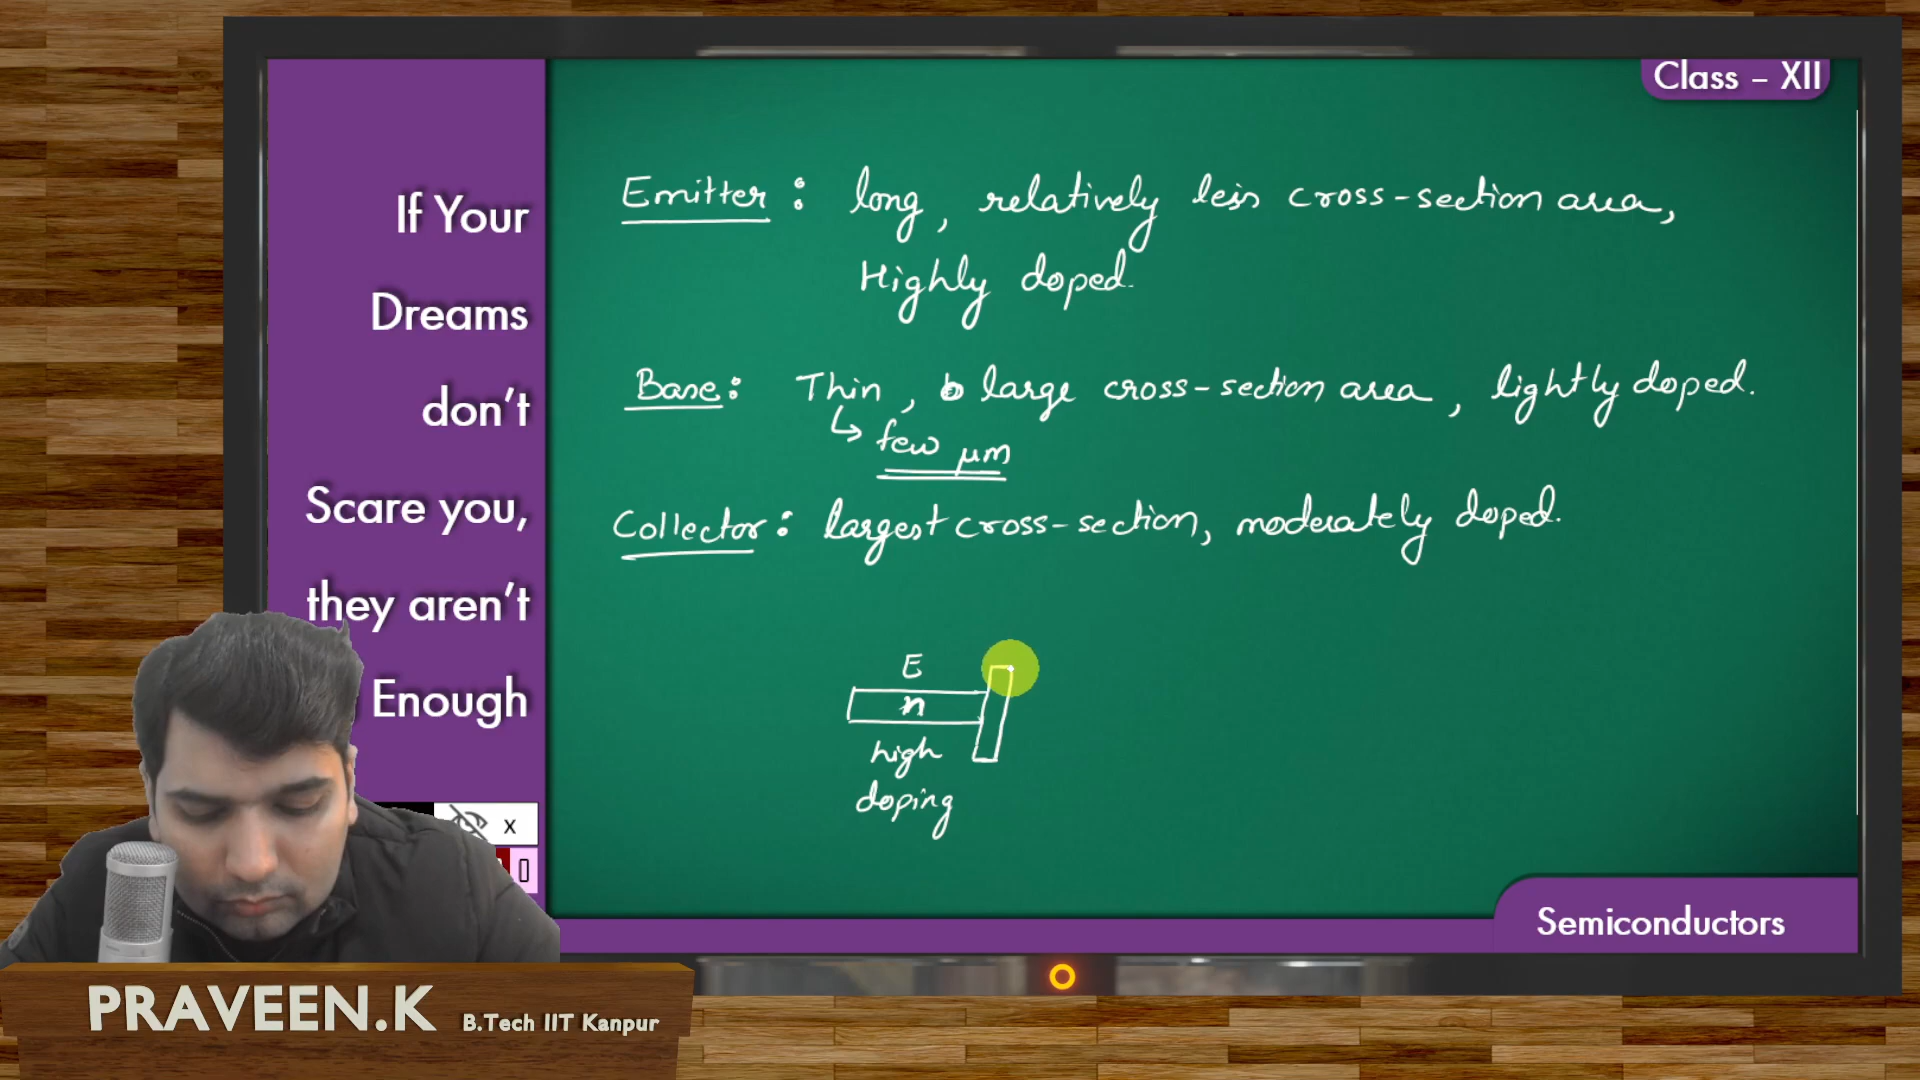 Class – XII
If Your
Dreams
don't
Scare you,
they aren't
Enough
Emitter : long, relatively less cross-section area,
Highly doped.
Base : Thin, large cross-section area, lightly doped.
↳ few μm
Collector : largest cross-section, moderately doped.
E
n
high
doping
x
Semiconductors
PRAVEEN.K B.Tech IIT Kanpur